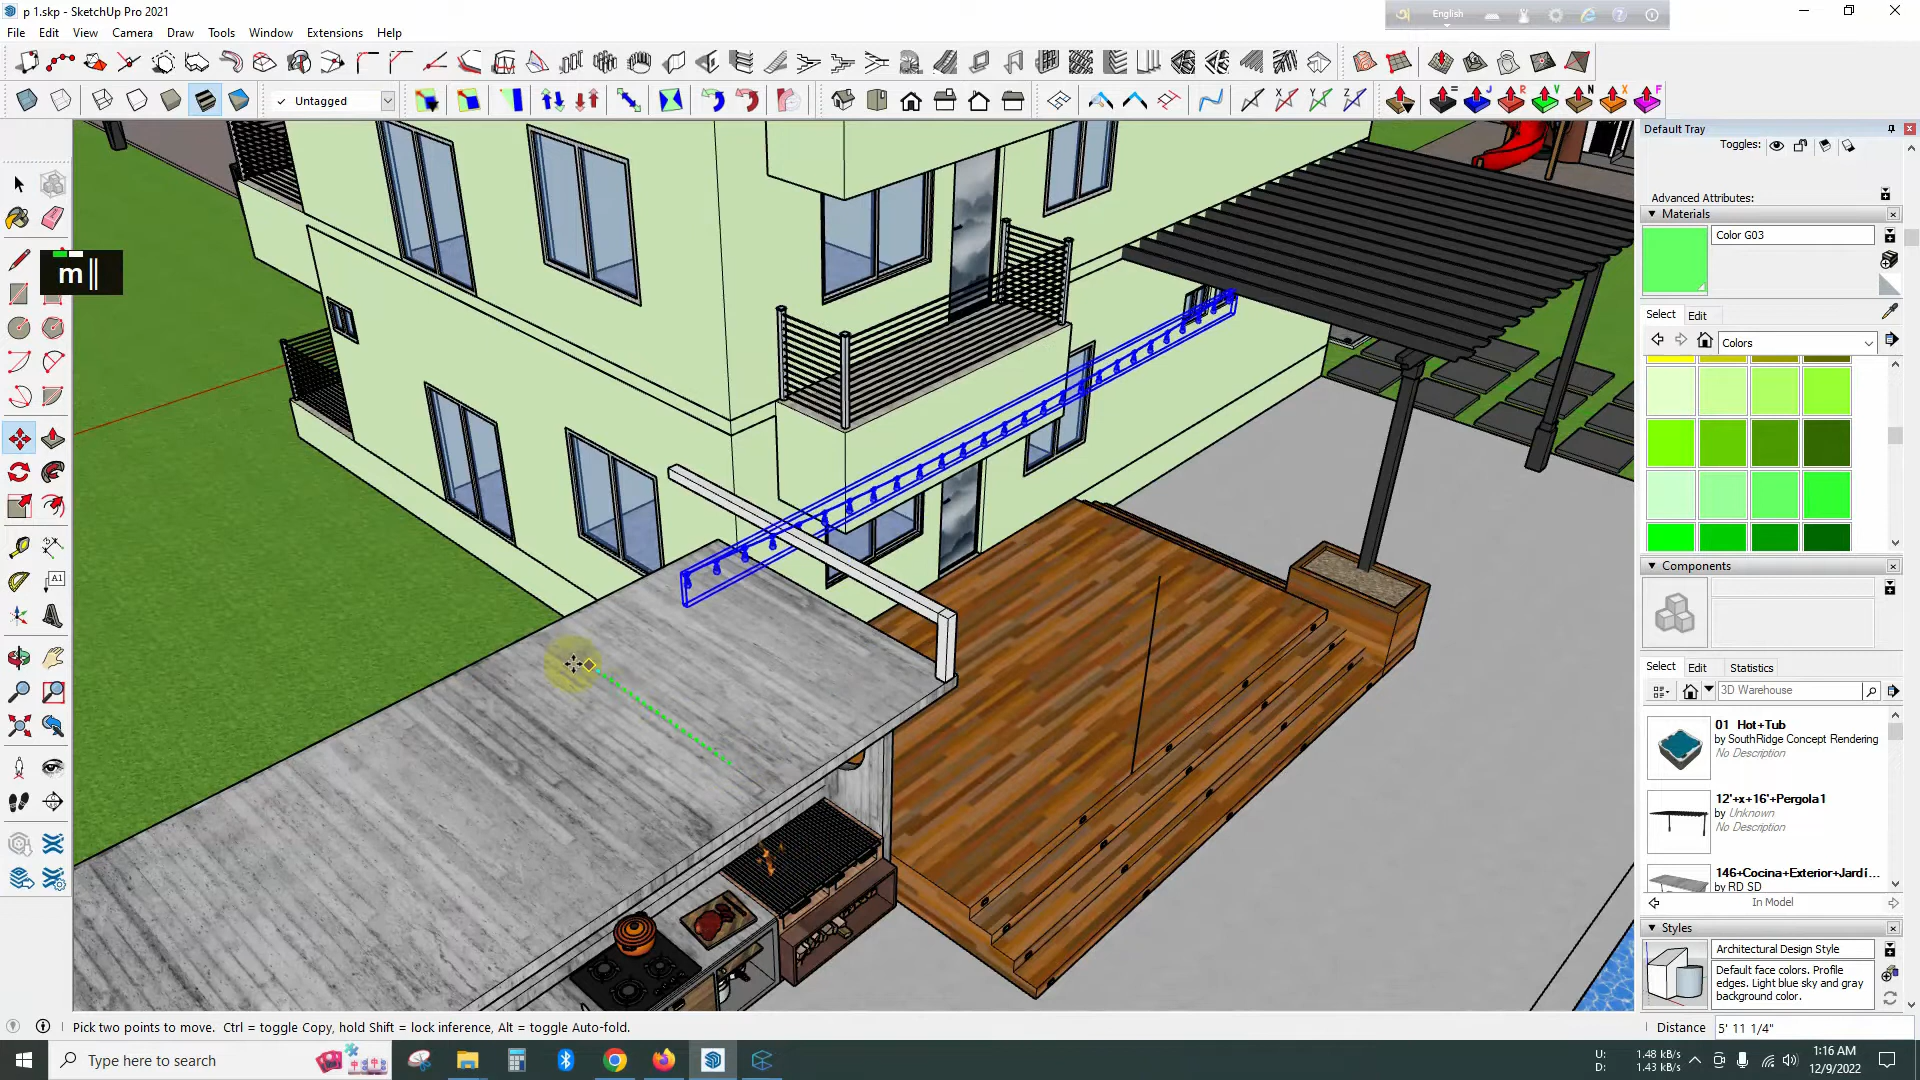 p 1.skp - SketchUp Pro 2021
English
File Edit View Camera Draw Tools Window Extensions Help
Untagged
X
Y
Z
= J R V N X F
Default Tray
Toggles:
Advanced Attributes:
Materials
Color G03
Select Edit
Colors
m
A1
Components
Select Edit Statistics
3D Warehouse
01_Hot+Tub
by SouthRidge Concept Rendering
No Description
12'+x+16'+Pergola1
by Unknown
No Description
146+Cocina+Exterior+Jardi...
by RD SD
In Model
Styles
Architectural Design Style
Default face colors. Profile
edges. Light blue sky and gray
background color.
Pick two points to move. Ctrl = toggle Copy, hold Shift = lock inference, Alt = toggle Auto-fold.
Distance 5' 11 1/4"
Type here to search
U: 1.48 kB/s
D: 1.43 kB/s
1:16 AM
12/9/2022